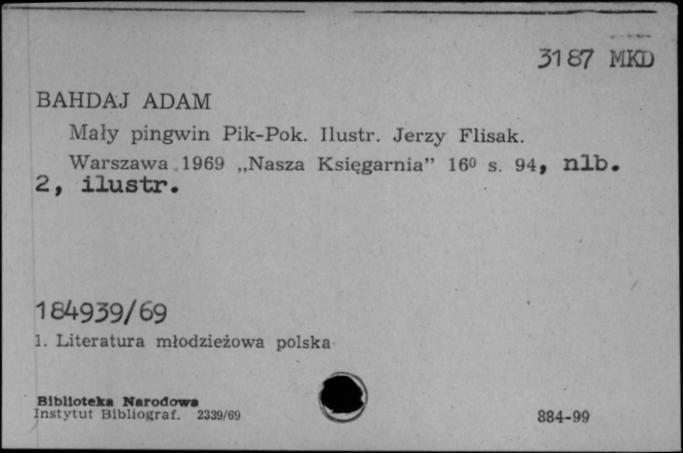 3187 MKD
BAHDAJ ADAM
Mały pingwin Pik-Pok. Ilustr. Jerzy Flisak.
Warszawa 1969 „Nasza Księgarnia” 16⁰ s. 94, nlb.
2, ilustr.
184939/69
1. Literatura młodzieżowa polska
Biblioteka Narodowa
Instytut Bibliograf. 2339/69
884-99